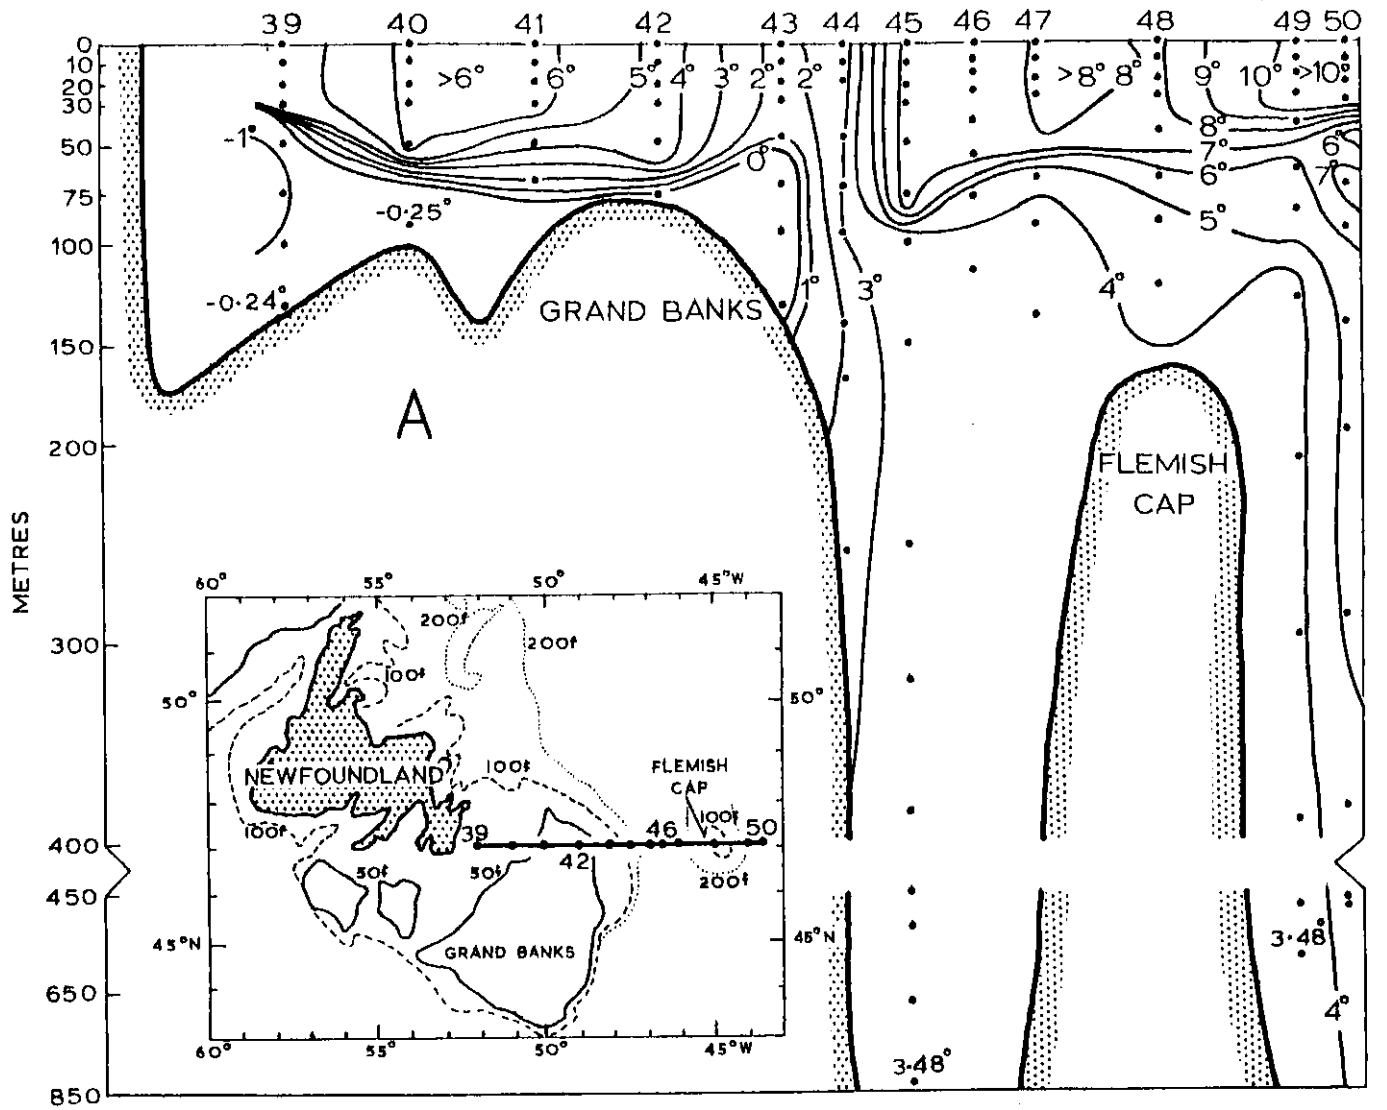 39 40 41 42 43 44 45 46 47 48 49 50
0
10
20
30
50
75
100
150
200
300
400
450
650
850
METRES
>6° 6° 5° 4° 3° 2° 2° >8° 8° 9° 10° >10°
8°
7°
6°
6°
7°
5°
-1°
0°
-0.25°
-0.24°
1°
3°
4°
GRAND BANKS
A
FLEMISH
CAP
3.48°
3.48°
4°
60° 55° 50° 45°W
200f
200f
100f
50°
50°
NEWFOUNDLAND
100f
FLEMISH
CAP
100f
100f
39
46
50
42
50f
50f
200f
45°N
45°N
GRAND BANKS
60° 55° 50° 45°W